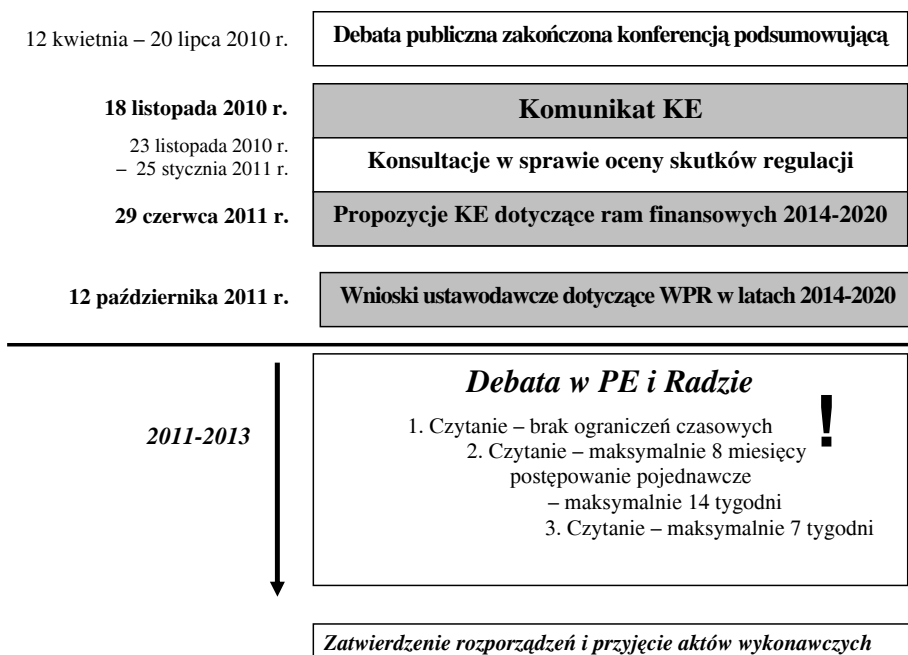 12 kwietnia – 20 lipca 2010 r.
Debata publiczna zakończona konferencją podsumowującą
18 listopada 2010 r.
Komunikat KE
23 listopada 2010 r.
– 25 stycznia 2011 r.
Konsultacje w sprawie oceny skutków regulacji
29 czerwca 2011 r.
Propozycje KE dotyczące ram finansowych 2014-2020
12 października 2011 r.
Wnioski ustawodawcze dotyczące WPR w latach 2014-2020
2011-2013
Debata w PE i Radzie
1. Czytanie – brak ograniczeń czasowych
!
2. Czytanie – maksymalnie 8 miesięcy
postępowanie pojednawcze
– maksymalnie 14 tygodni
3. Czytanie – maksymalnie 7 tygodni
Zatwierdzenie rozporządzeń i przyjęcie aktów wykonawczych